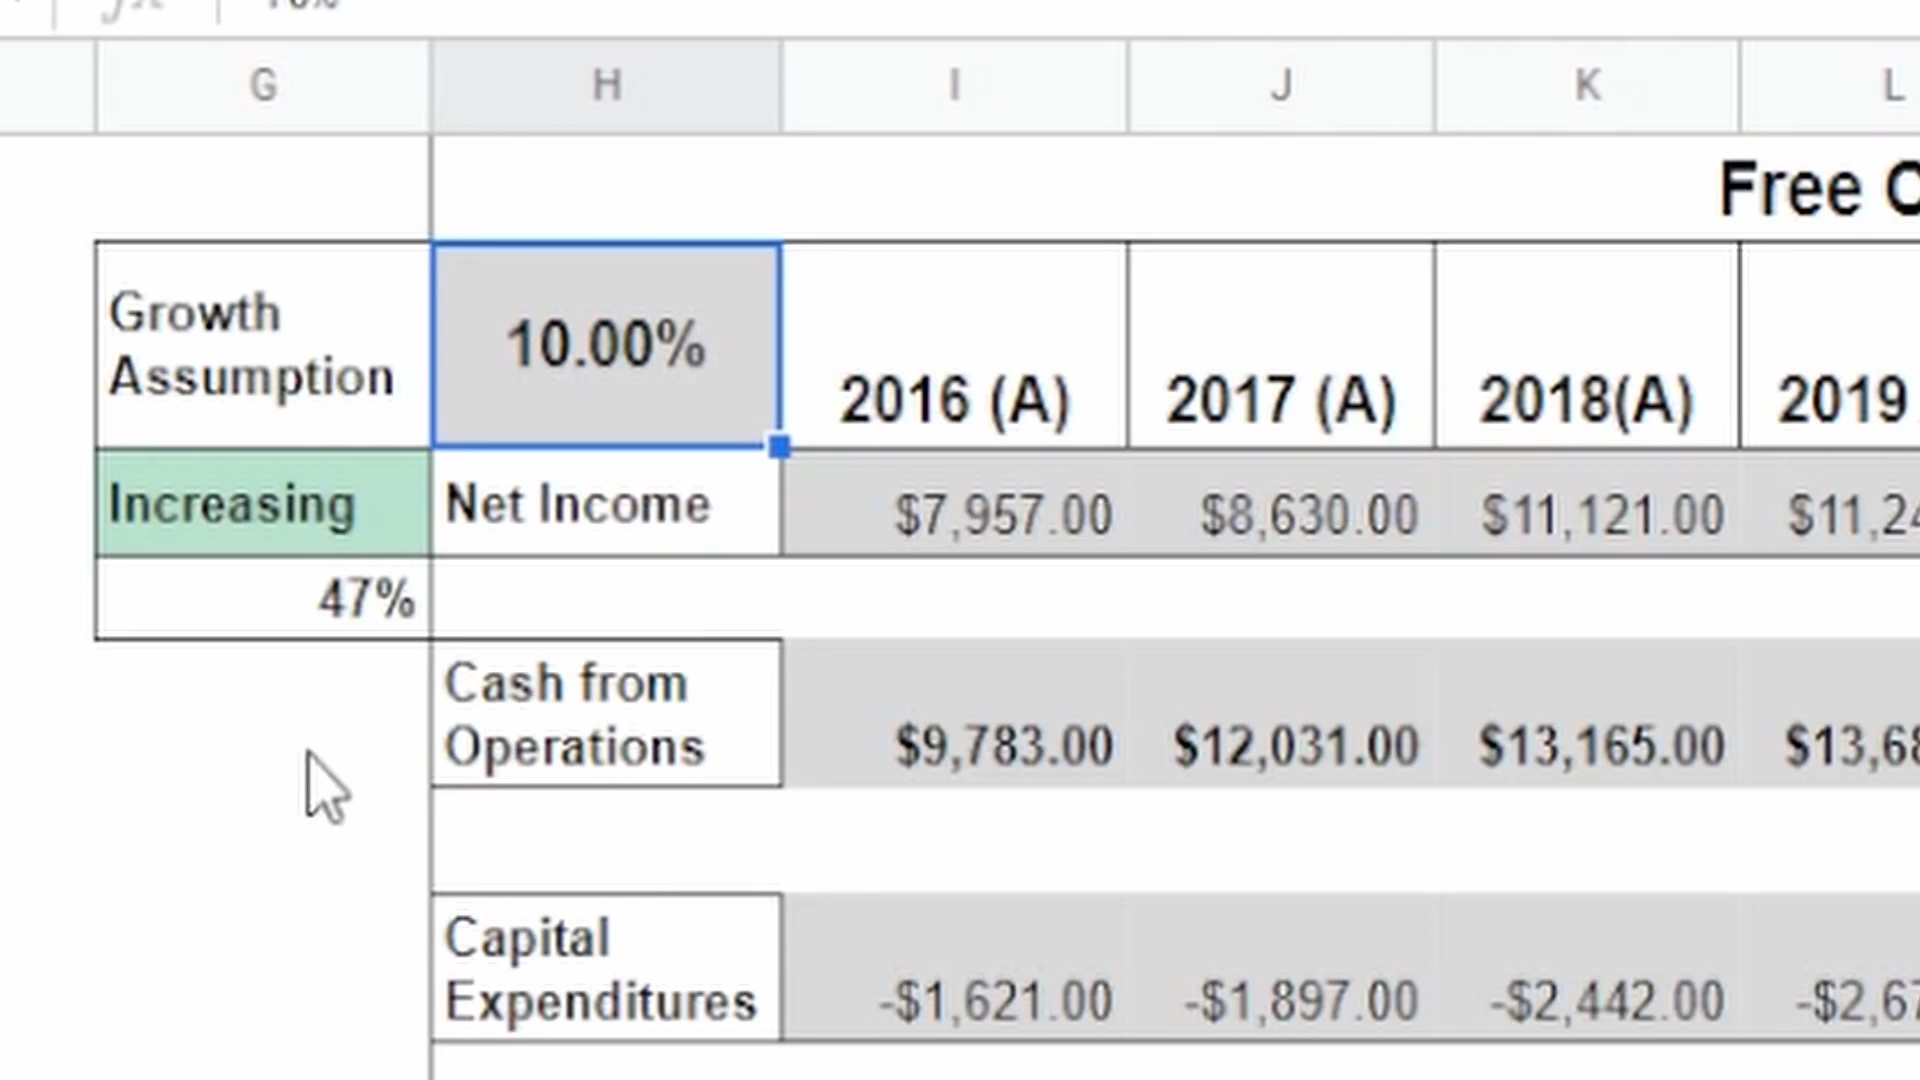 G H I J K L
Free
Growth
Assumption
10.00%
2016 (A) 2017 (A) 2018(A) 2019
Increasing Net Income $7,957.00 $8,630.00 $11,121.00 $11,24
47%
Cash from
Operations $9,783.00 $12,031.00 $13,165.00 $13,68
Capital
Expenditures -$1,621.00 -$1,897.00 -$2,442.00 -$2,67